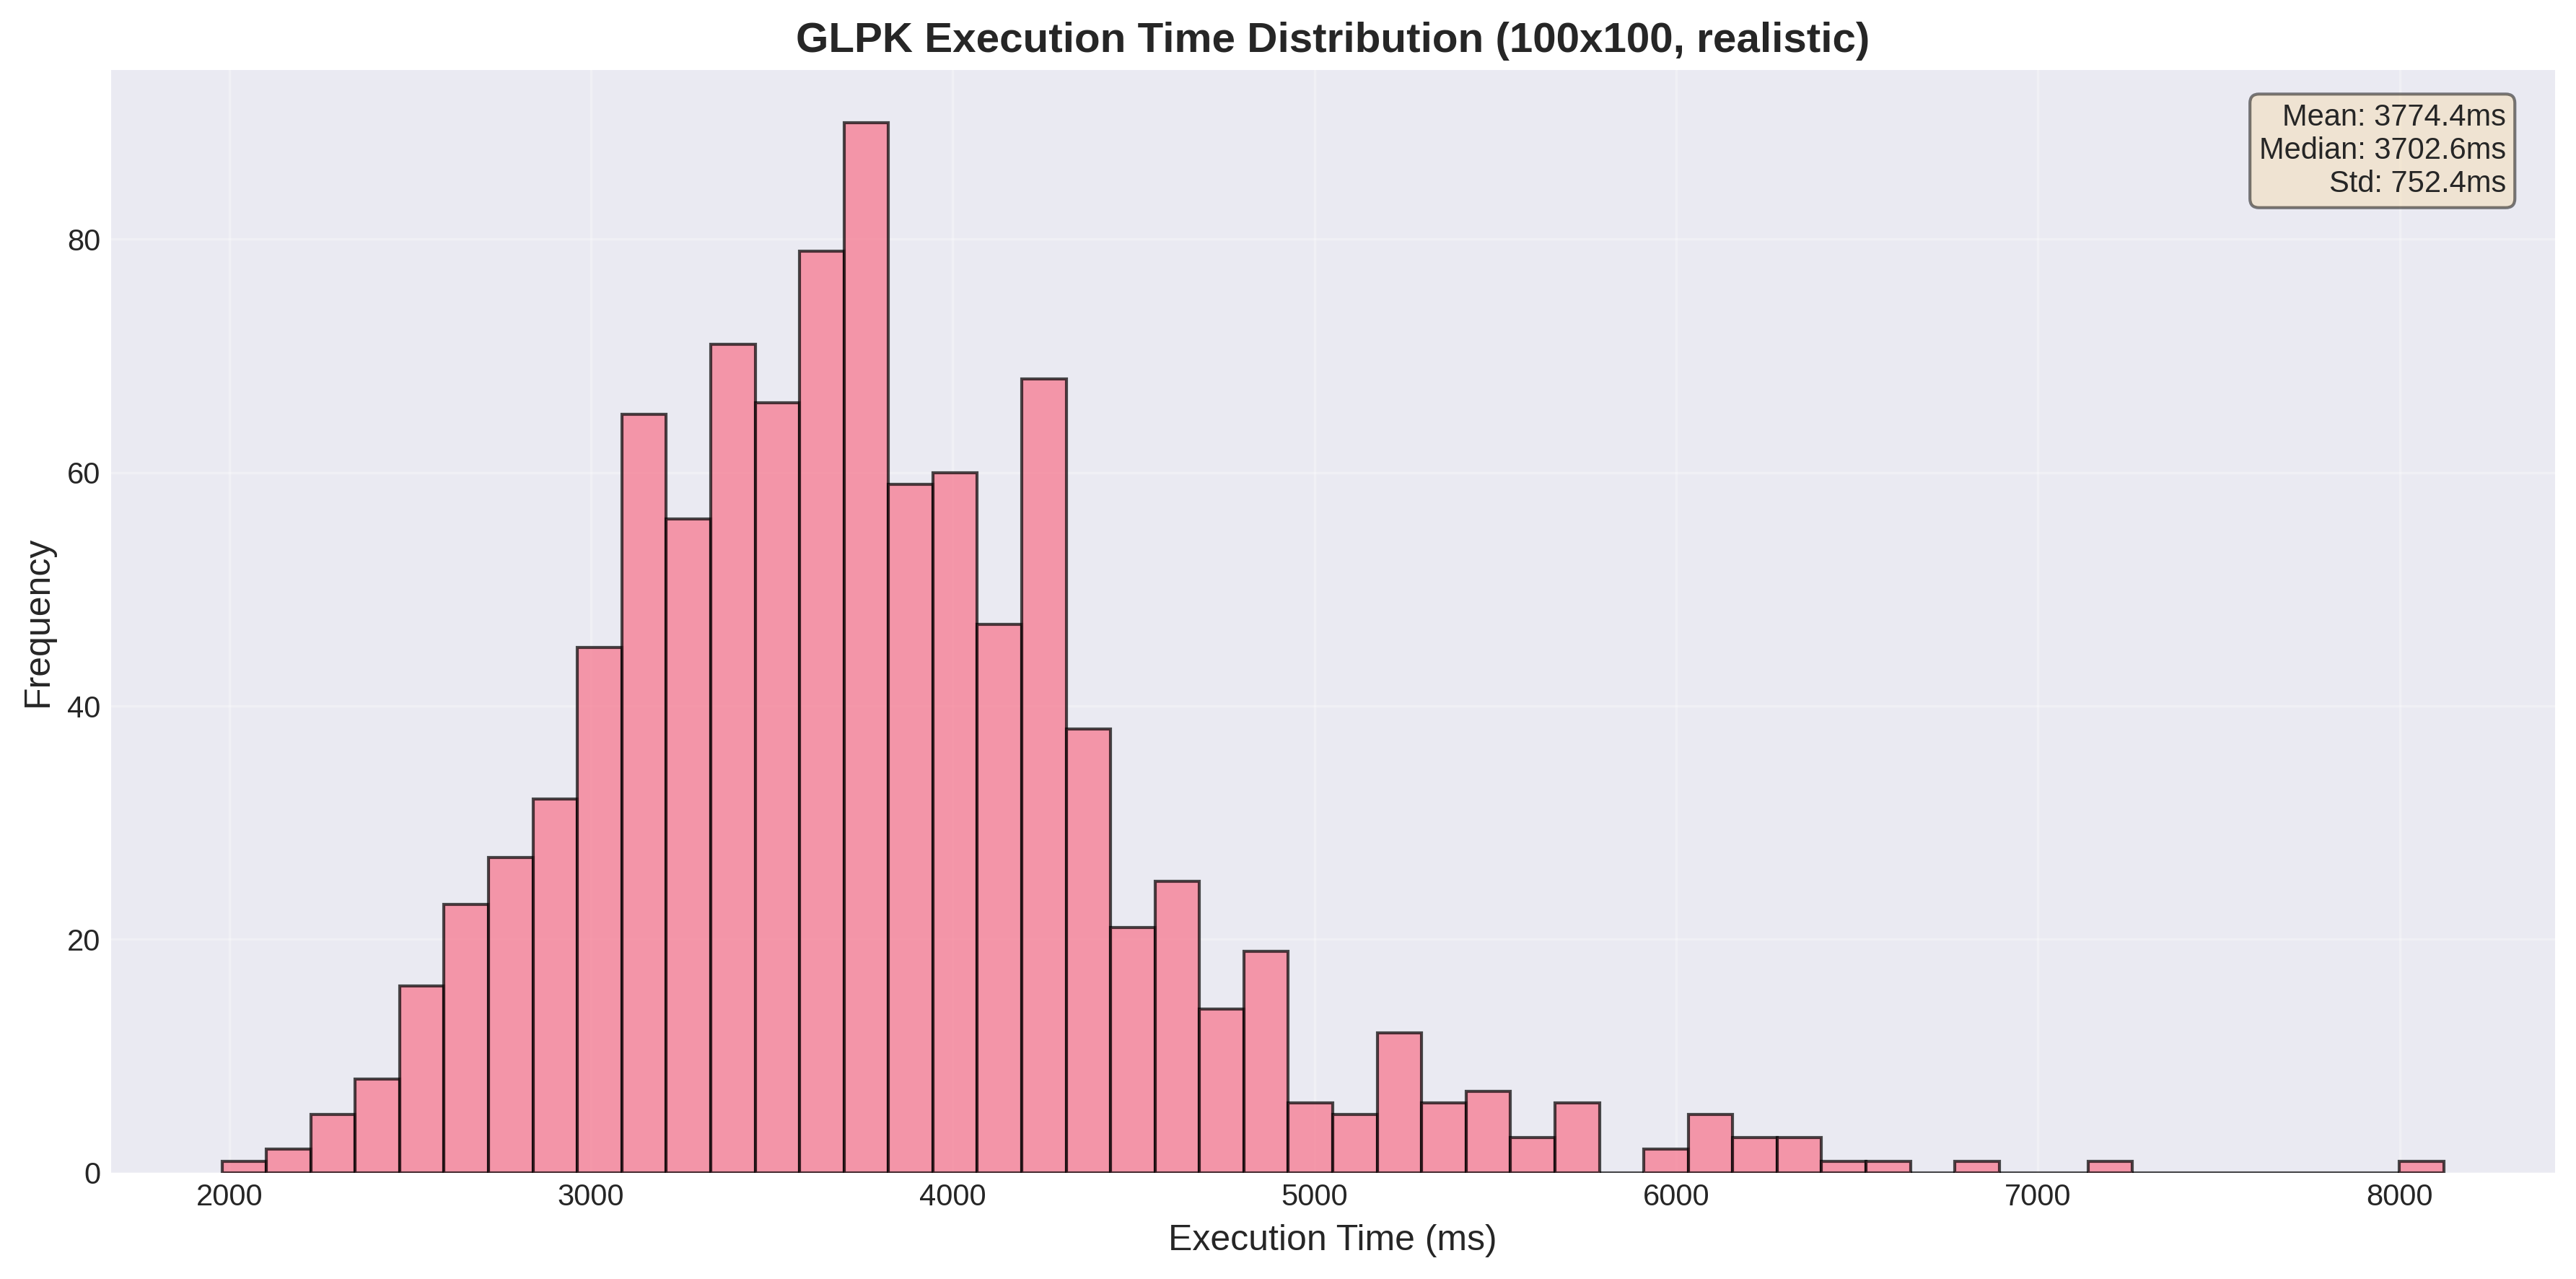 GLPK Execution Time Distribution (100x100, realistic)
Mean: 3774.4ms
Median: 3702.6ms
Std: 752.4ms
Frequency
80
60
40
20
0
2000 3000 4000 5000 6000 7000 8000
Execution Time (ms)